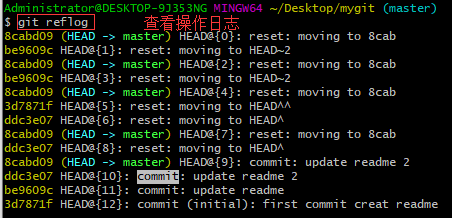 Administrator@DESKTOP-9J353NG MINGW64 ~/Desktop/mygit (master)
$ git reflog 查看操作日志
8cabd09 (HEAD -> master) HEAD@{0}: reset: moving to 8cab
be9609c HEAD@{1}: reset: moving to HEAD~2
8cabd09 (HEAD -> master) HEAD@{2}: reset: moving to 8cab
be9609c HEAD@{3}: reset: moving to HEAD~2
8cabd09 (HEAD -> master) HEAD@{4}: reset: moving to 8cab
3d7871f HEAD@{5}: reset: moving to HEAD^^
ddc3e07 HEAD@{6}: reset: moving to HEAD^
8cabd09 (HEAD -> master) HEAD@{7}: reset: moving to 8cab
ddc3e07 HEAD@{8}: reset: moving to HEAD^
8cabd09 (HEAD -> master) HEAD@{9}: commit: update readme 2
ddc3e07 HEAD@{10}: commit: update readme 2
be9609c HEAD@{11}: commit: update readme
3d7871f HEAD@{12}: commit (initial): first commit creat readme